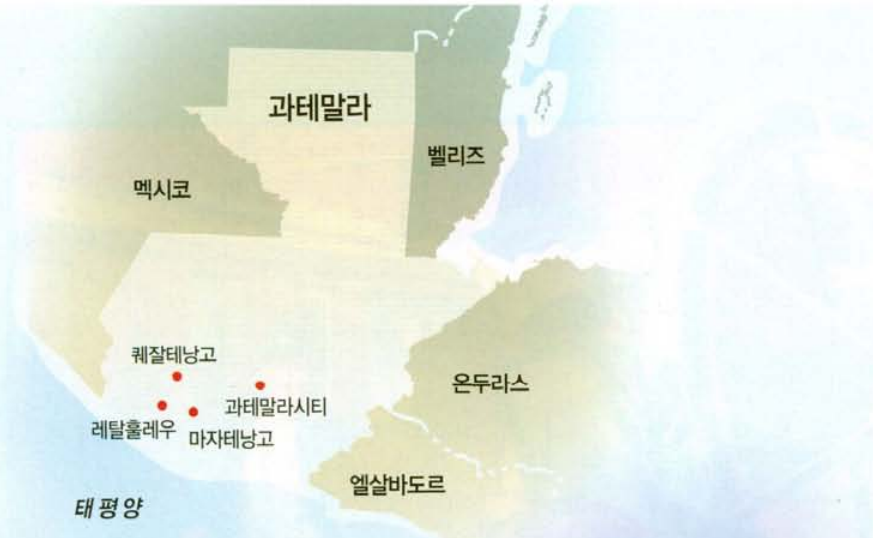 과테말라
벨리즈
멕시코
퀘잘테낭고
과테말라시티
레탈훌레우
마자테낭고
온두라스
엘살바도르
태평양